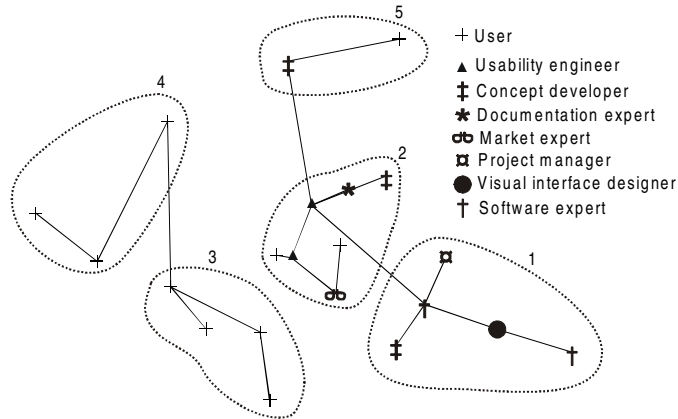 5
User
4
Usability engineer
Concept developer
Documentation expert
Market expert
2
Project manager
Visual interface designer
Software expert
3
1